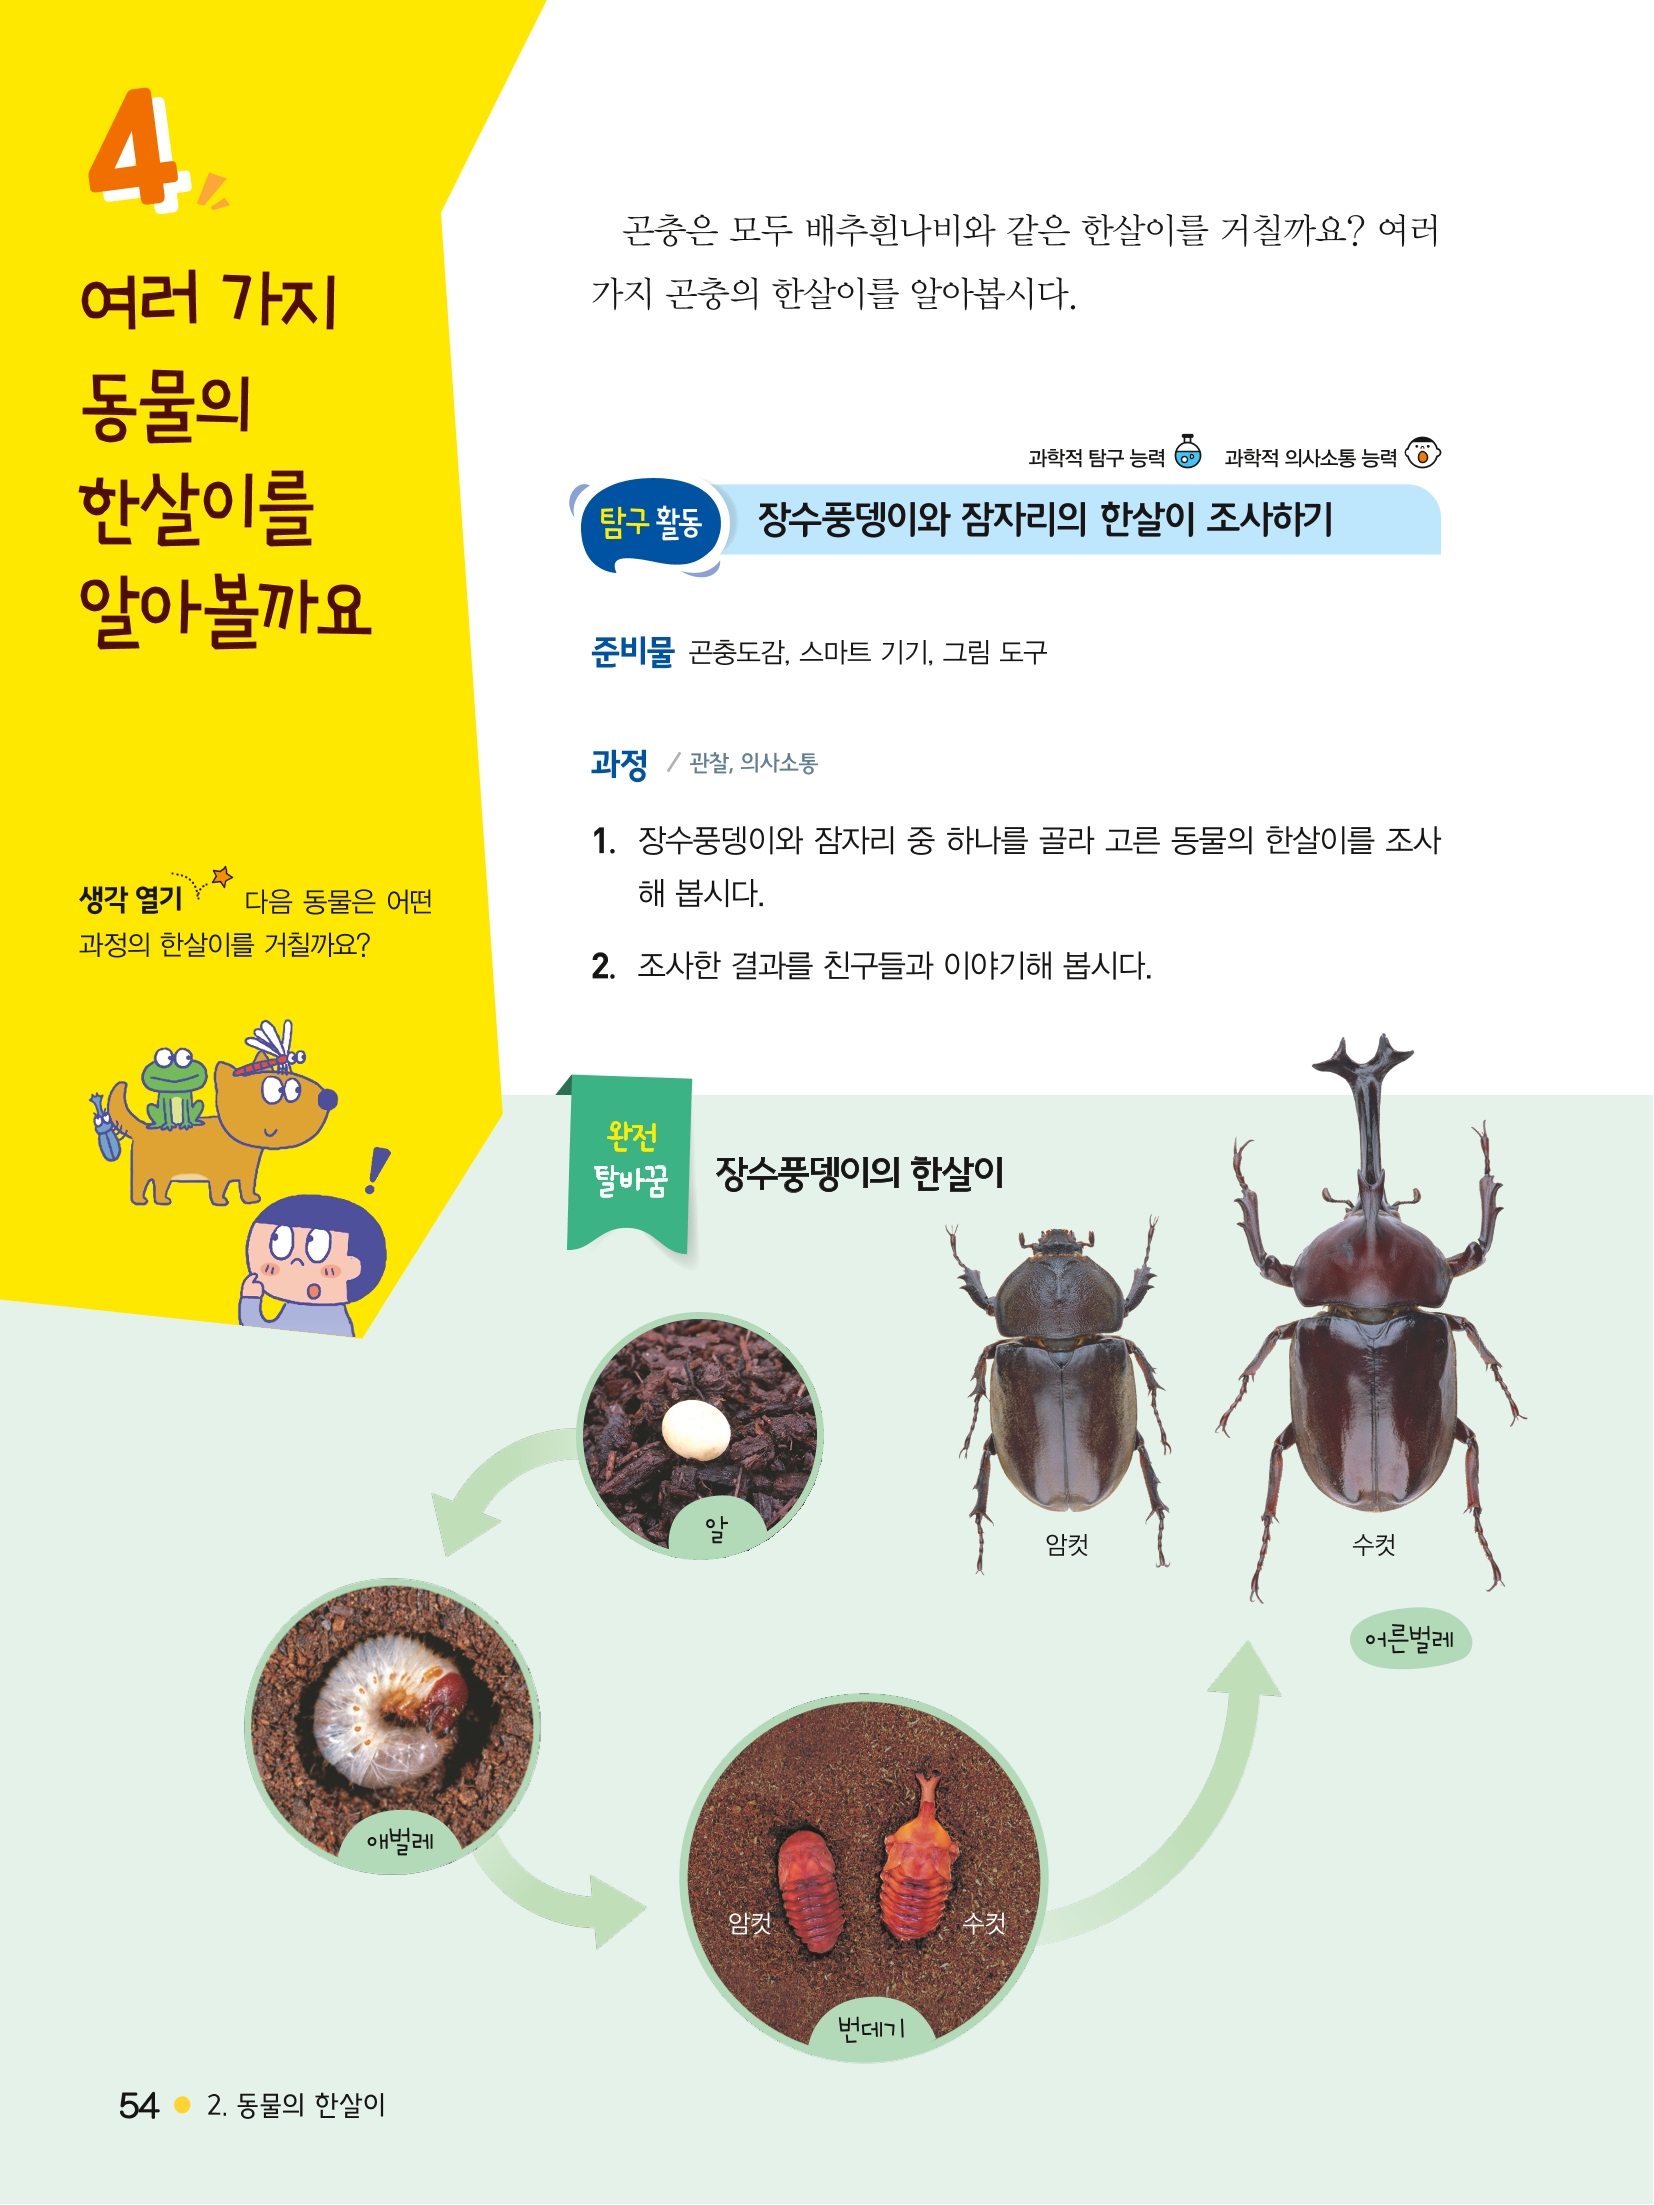 4
여러 가지
동물의
한살이를
알아볼까요
생각 열기 다음 동물은 어떤
과정의 한살이를 거칠까요?
곤충은 모두 배추흰나비와 같은 한살이를 거칠까요? 여러
가지 곤충의 한살이를 알아봅시다.
과학적 탐구 능력 과학적 의사소통 능력
탐구 활동 장수풍뎅이와 잠자리의 한살이 조사하기
준비물 곤충도감, 스마트 기기, 그림 도구
과정 / 관찰, 의사소통
1. 장수풍뎅이와 잠자리 중 하나를 골라 고른 동물의 한살이를 조사
해 봅시다.
2. 조사한 결과를 친구들과 이야기해 봅시다.
완전
탈바꿈
장수풍뎅이의 한살이
알
애벌레
암컷 수컷
번데기
암컷 수컷
어른벌레
54 ● 2. 동물의 한살이